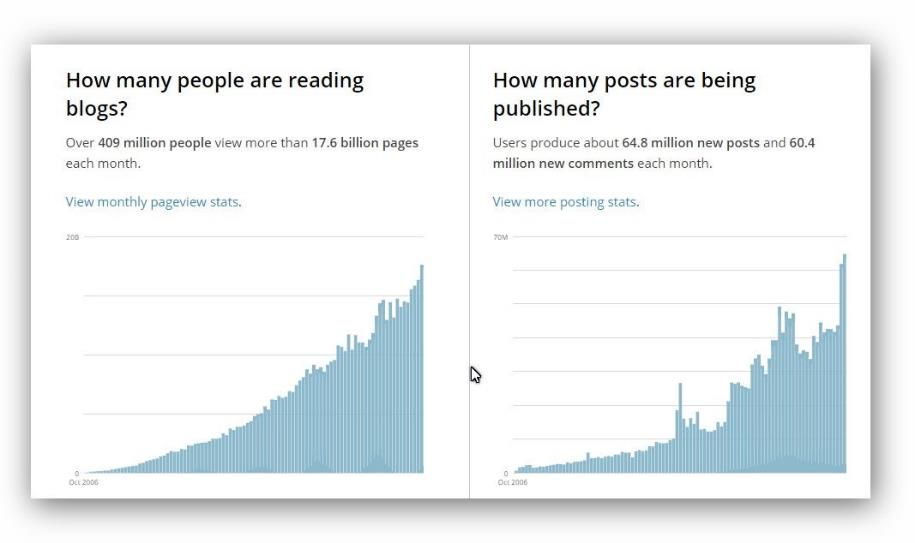 How many people are reading
blogs?
Over 409 million people view more than 17.6 billion pages
each month.
View monthly pageview stats.
20B
0
Oct 2006
How many posts are being
published?
Users produce about 64.8 million new posts and 60.4
million new comments each month.
View more posting stats.
70M
0
Oct 2006